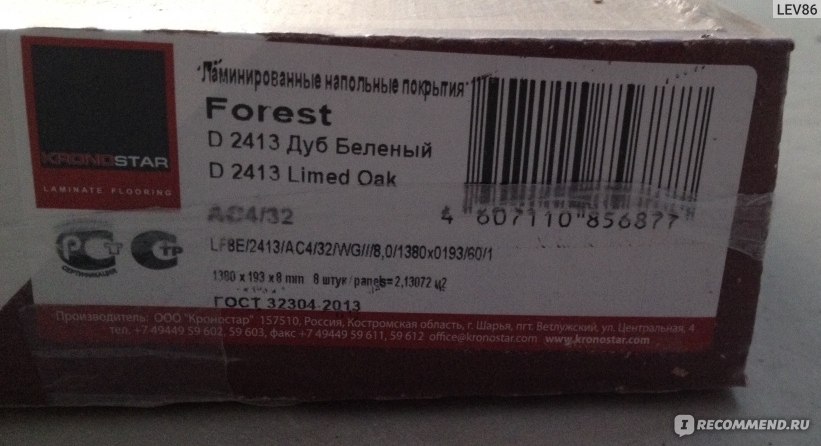 LEV86
KRONOSTAR
LAMINATE FLOORING
Ламинированные напольные покрытия
Forest
D 2413 Дуб Беленый
D 2413 Limed Oak
AC4/32
4 607110 856877
СЕРТИФИКАЦИЯ
LF8E/2413/AC4/32/WG///8,0/1380x0193/60/1
1380 x 193 x 8 mm 8 штук/panels=2,13072 м2
ГОСТ 32304-2013
Производитель: ООО "Кроностар" 157510, Россия, Костромская область, г. Шарья, пгт. Ветлужский, ул. Центральная, 4
тел. +7 49449 59 602, 59 603, факс +7 49449 59 611, 59 612 office@kronostar.com www.kronostar.com
IRECOMMEND.RU